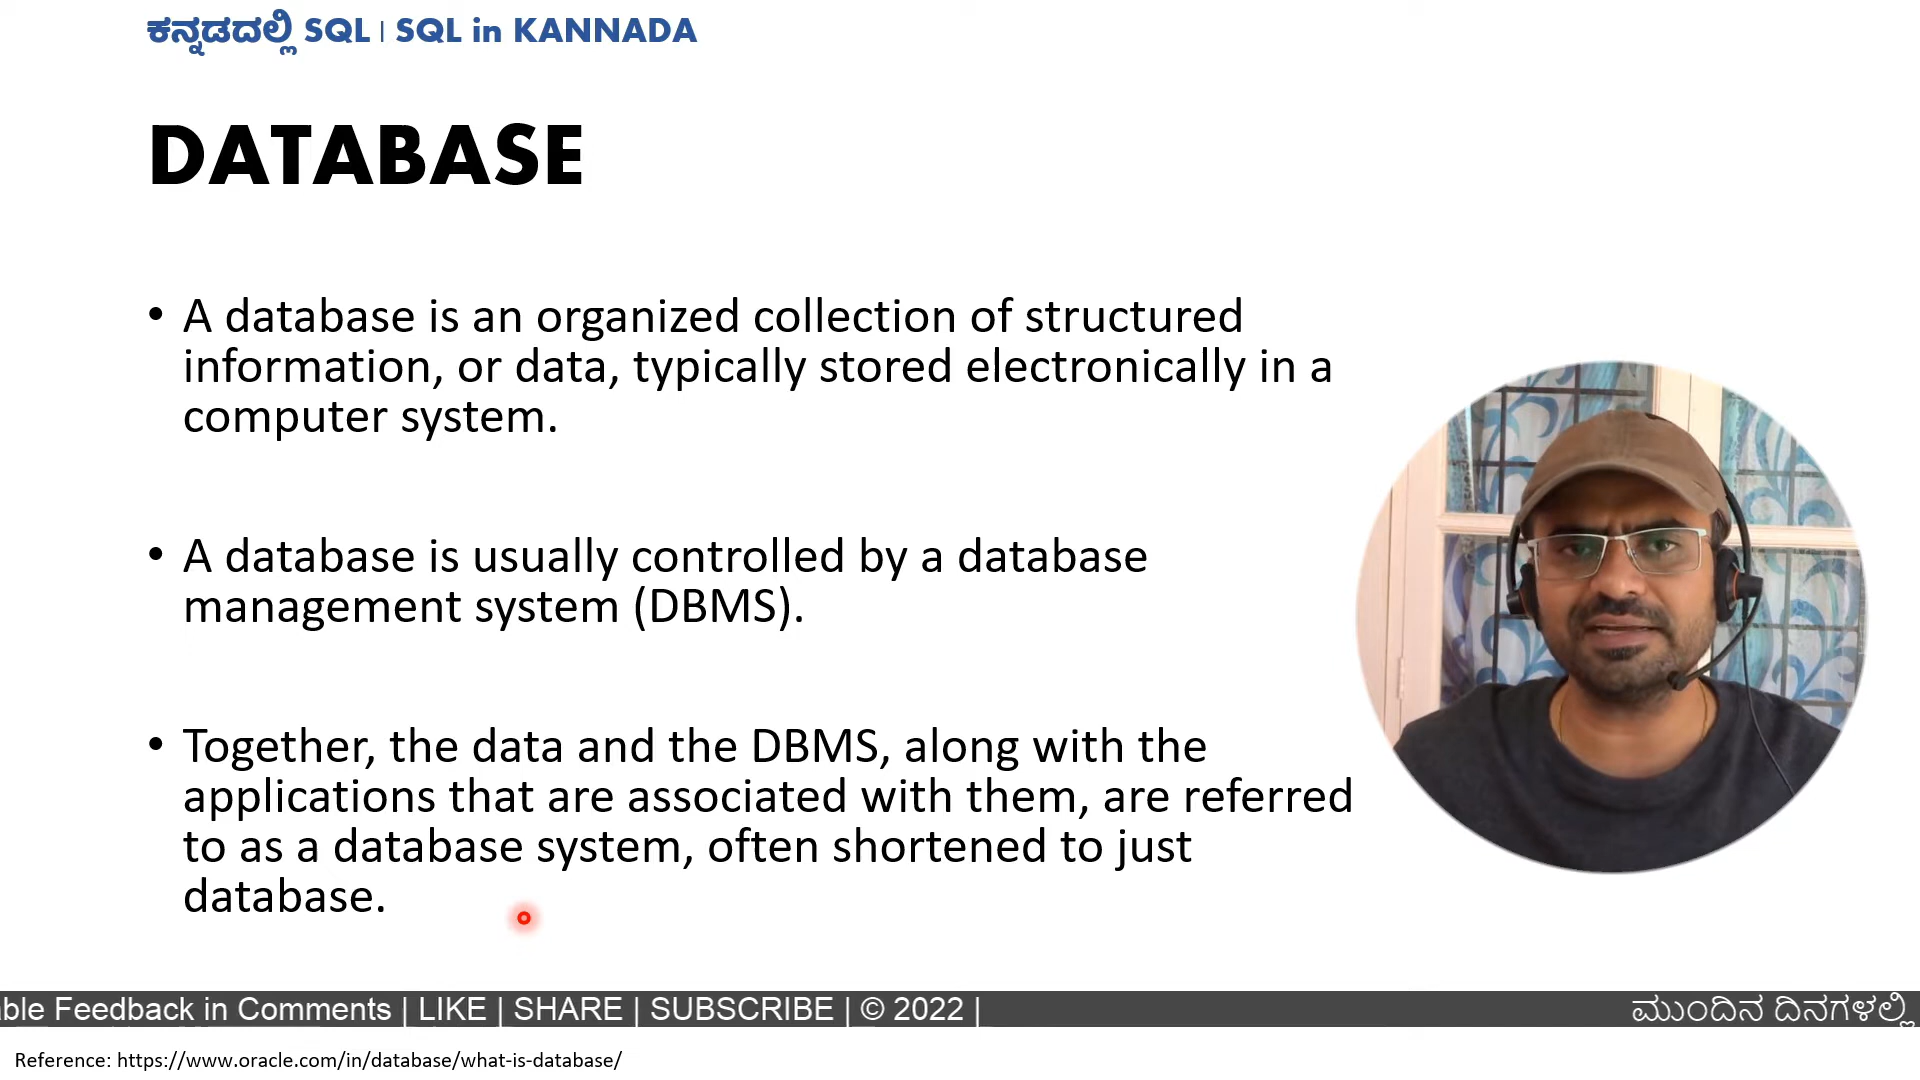 ಕನ್ನಡದಲ್ಲಿ SQL | SQL in KANNADA
DATABASE
• A database is an organized collection of structured
information, or data, typically stored electronically in a
computer system.
• A database is usually controlled by a database
management system (DBMS).
• Together, the data and the DBMS, along with the
applications that are associated with them, are referred
to as a database system, often shortened to just
database.
able Feedback in Comments | LIKE | SHARE | SUBSCRIBE | © 2022 | ಮುಂದಿನ ದಿನಗಳಲ್ಲಿ
Reference: https://www.oracle.com/in/database/what-is-database/